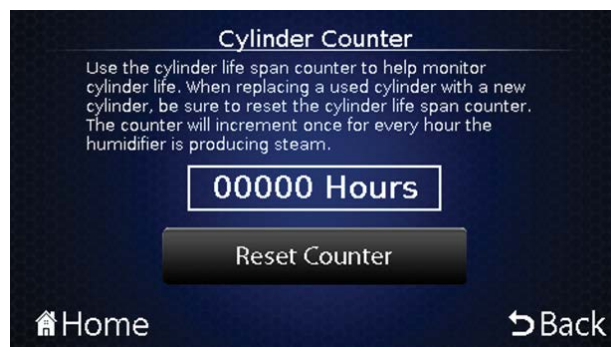 Cylinder Counter
Use the cylinder life span counter to help monitor
cylinder life. When replacing a used cylinder with a new
cylinder, be sure to reset the cylinder life span counter.
The counter will increment once for every hour the
humidifier is producing steam.
00000 Hours
Reset Counter
Home
Back